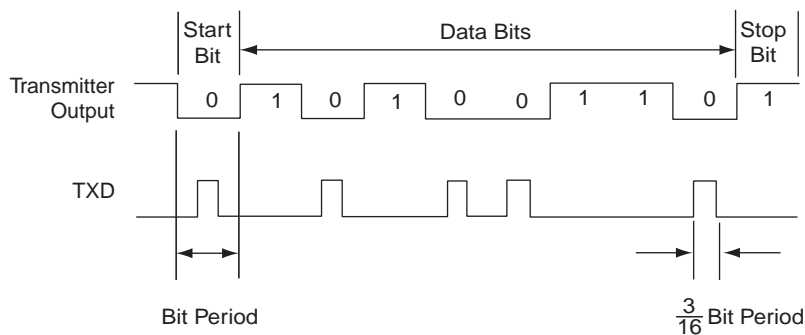 Start
Bit
Data Bits
Stop
Bit
Transmitter
Output
0 1 0 1 0 0 1 1 0 1
TXD
Bit Period
3/16 Bit Period